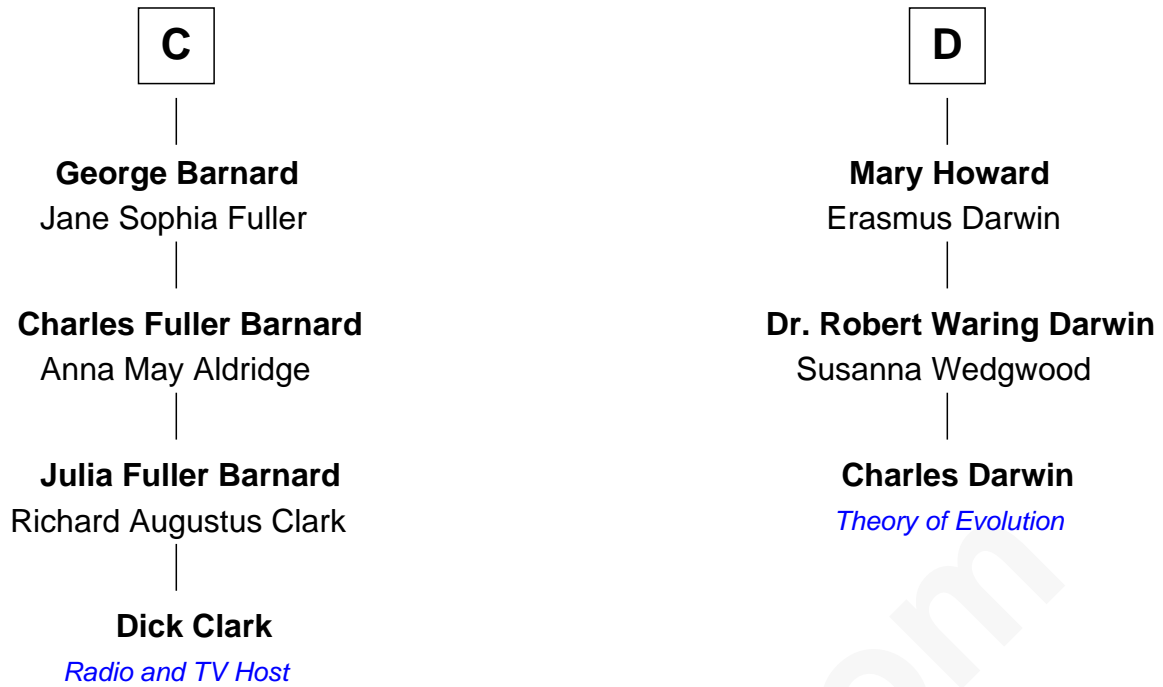 C
George Barnard
Jane Sophia Fuller
Charles Fuller Barnard
Anna May Aldridge
Julia Fuller Barnard
Richard Augustus Clark
Dick Clark
Radio and TV Host
D
Mary Howard
Erasmus Darwin
Dr. Robert Waring Darwin
Susanna Wedgwood
Charles Darwin
Theory of Evolution